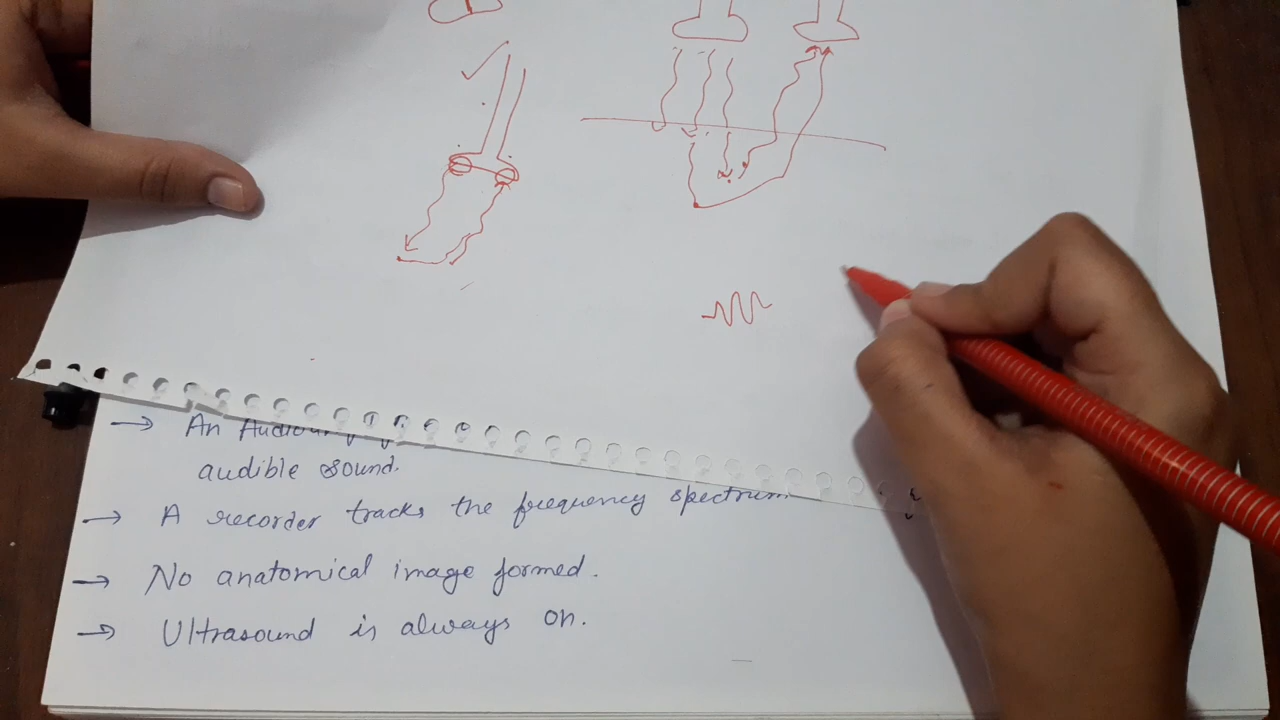 → An
audible sound.
→ A recorder tracks the frequency spectrum
→ No anatomical image formed.
→ Ultrasound is always on.